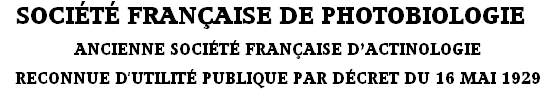 SOCIÉTÉ FRANÇAISE DE PHOTOBIOLOGIE
ANCIENNE SOCIÉTÉ FRANÇAISE D'ACTINOLOGIE
RECONNUE D'UTILITÉ PUBLIQUE PAR DÉCRET DU 16 MAI 1929